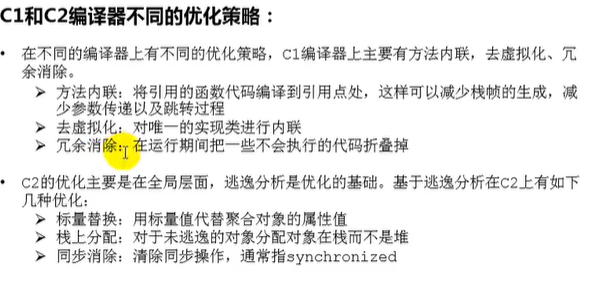 C1和C2编译器不同的优化策略：
• 在不同的编译器上有不同的优化策略，C1编译器上主要有方法内联，去虚拟化、冗
余消除。
➢ 方法内联：将引用的函数代码编译到引用点处，这样可以减少栈帧的生成，减
少参数传递以及跳转过程
➢ 去虚拟化：对唯一的实现类进行内联
➢ 冗余消除：在运行期间把一些不会执行的代码折叠掉
• C2的优化主要是在全局层面，逃逸分析是优化的基础。基于逃逸分析在C2上有如下
几种优化：
➢ 标量替换：用标量值代替聚合对象的属性值
➢ 栈上分配：对于未逃逸的对象分配对象在栈而不是堆
➢ 同步消除：清除同步操作，通常指synchronized